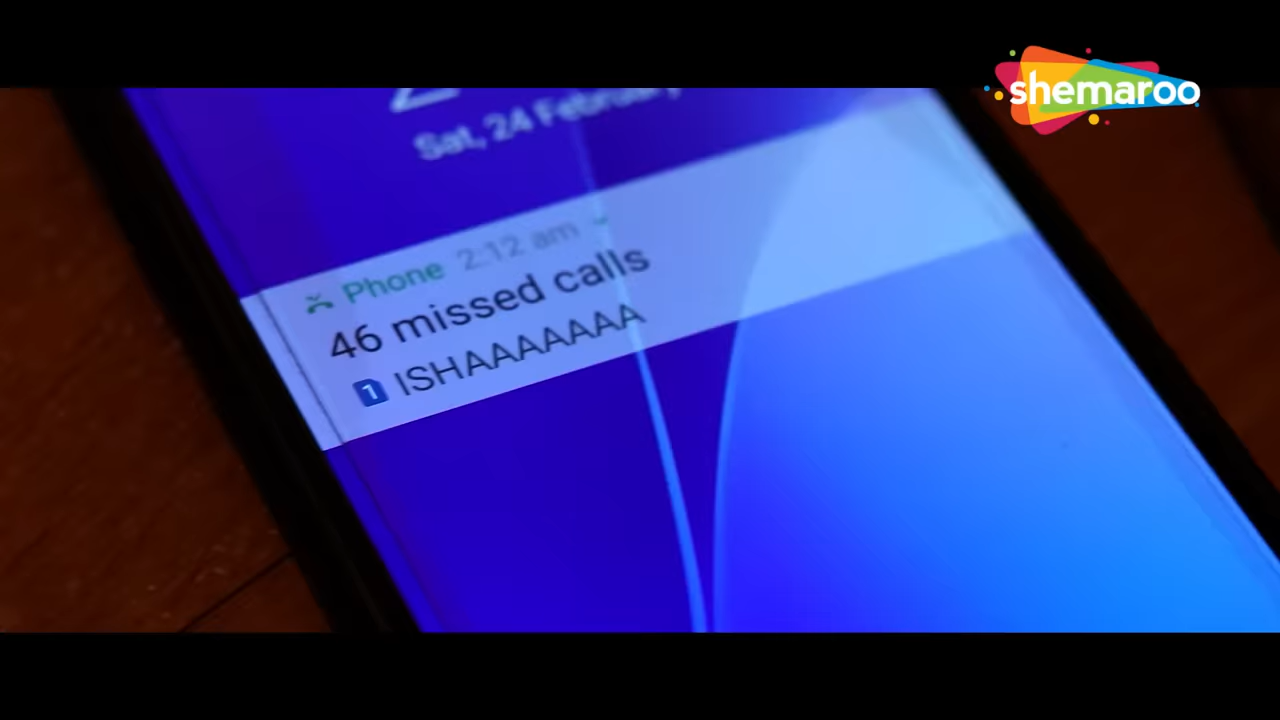 shemaroo
Sat, 24 February
Phone 2:12 am
46 missed calls
1 ISHAAAAAAA